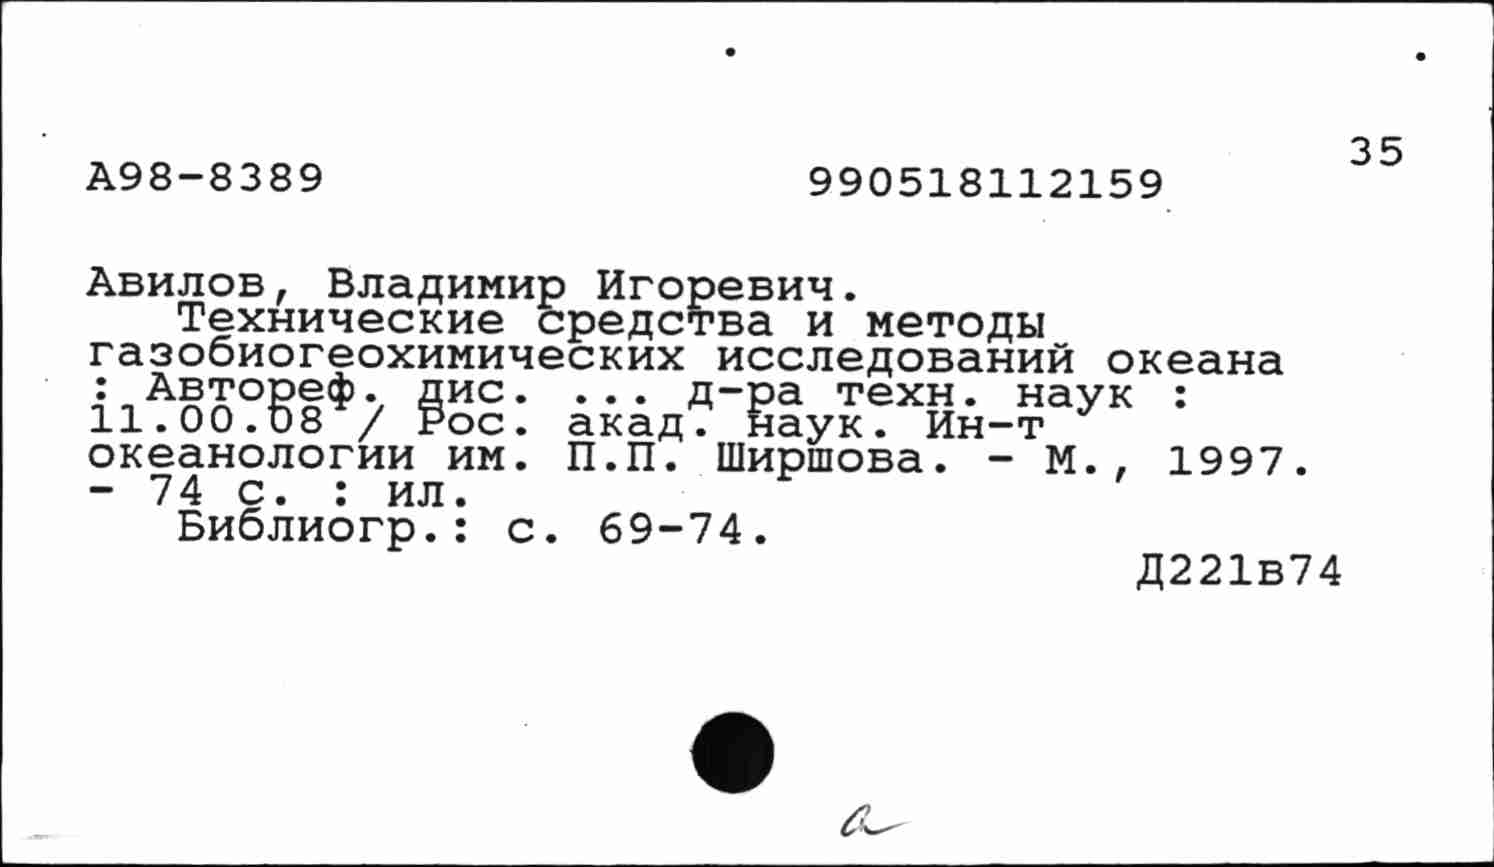 35
А98-8389 990518112159
Авилов, Владимир Игоревич.
Технические средства и методы
газобиогеохимических исследований океана
: Автореф. дис. ... д-ра техн. наук :
11.00.08 / Рос. акад. наук. Ин-т
океанологии им. П.П. Ширшова. - М., 1997.
- 74 с. : ил.
Библиогр.: с. 69-74.
Д221в74
а